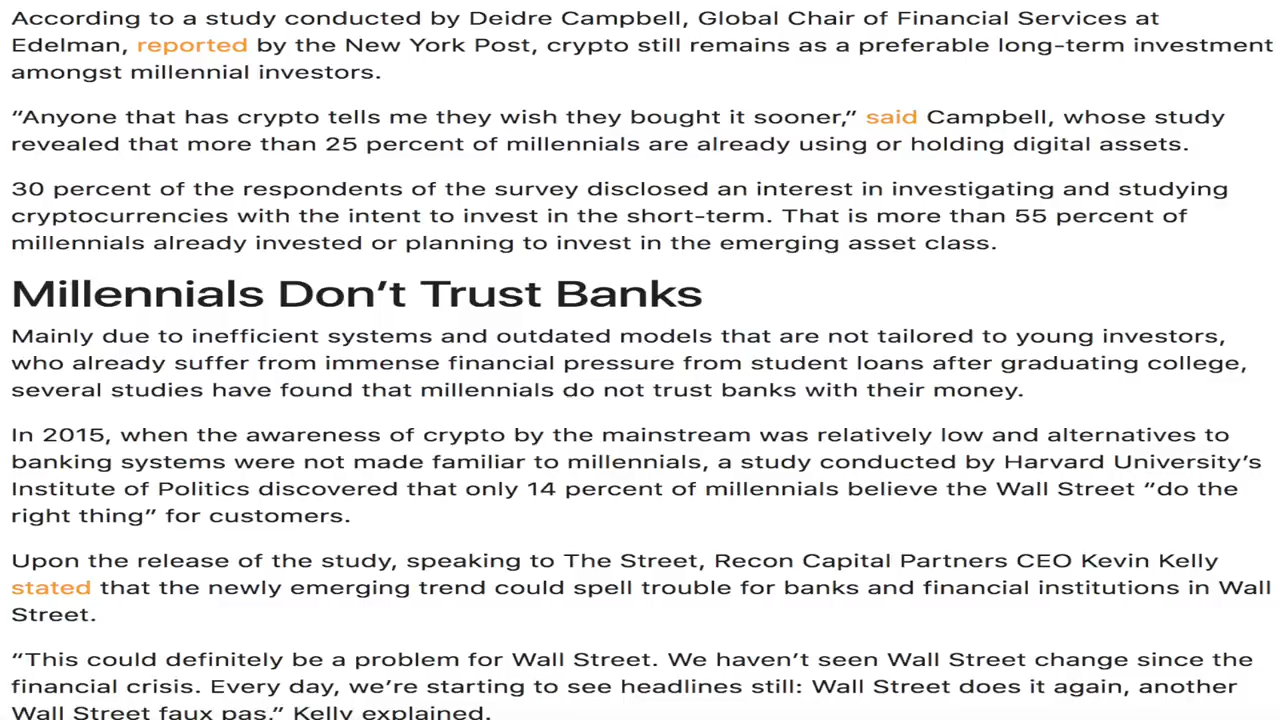 According to a study conducted by Deidre Campbell, Global Chair of Financial Services at
Edelman, reported by the New York Post, crypto still remains as a preferable long-term investment
amongst millennial investors.
“Anyone that has crypto tells me they wish they bought it sooner,” said Campbell, whose study
revealed that more than 25 percent of millennials are already using or holding digital assets.
30 percent of the respondents of the survey disclosed an interest in investigating and studying
cryptocurrencies with the intent to invest in the short-term. That is more than 55 percent of
millennials already invested or planning to invest in the emerging asset class.
Millennials Don’t Trust Banks
Mainly due to inefficient systems and outdated models that are not tailored to young investors,
who already suffer from immense financial pressure from student loans after graduating college,
several studies have found that millennials do not trust banks with their money.
In 2015, when the awareness of crypto by the mainstream was relatively low and alternatives to
banking systems were not made familiar to millennials, a study conducted by Harvard University’s
Institute of Politics discovered that only 14 percent of millennials believe the Wall Street “do the
right thing” for customers.
Upon the release of the study, speaking to The Street, Recon Capital Partners CEO Kevin Kelly
stated that the newly emerging trend could spell trouble for banks and financial institutions in Wall
Street.
“This could definitely be a problem for Wall Street. We haven’t seen Wall Street change since the
financial crisis. Every day, we’re starting to see headlines still: Wall Street does it again, another
Wall Street faux pas,” Kelly explained.